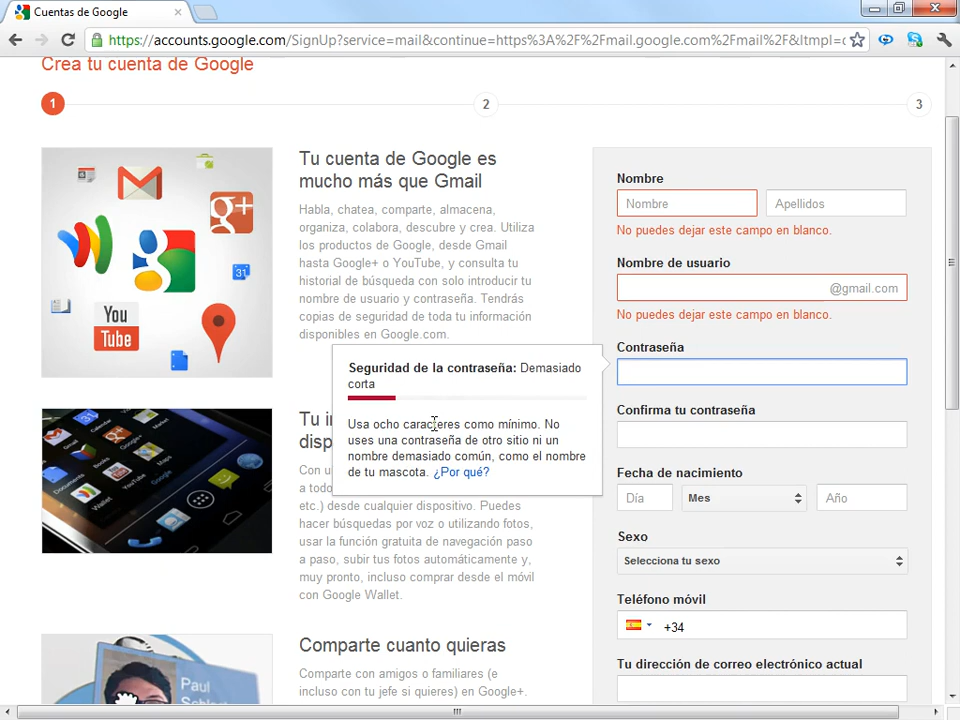 Cuentas de Google
https://accounts.google.com/SignUp?service=mail&continue=https%3A%2F%2Fmail.google.com%2Fmail%2F&ltmpl=
Crea tu cuenta de Google
1
2
3
Tu cuenta de Google es
mucho más que Gmail
Habla, chatea, comparte, almacena,
organiza, colabora, descubre y crea. Utiliza
los productos de Google, desde Gmail
hasta Google+ o YouTube, y consulta tu
historial de búsqueda con solo introducir tu
nombre de usuario y contraseña. Tendrás
copias de seguridad de toda tu información
disponibles en Google.com.
g+
31
You
Tube
Seguridad de la contraseña: Demasiado
corta
Usa ocho caracteres como mínimo. No
uses una contraseña de otro sitio ni un
nombre demasiado común, como el nombre
de tu mascota. ¿Por qué?
Tu
disp
Con
a todo
etc.) desde cualquier dispositivo. Puedes
hacer búsquedas por voz o utilizando fotos,
usar la función gratuita de navegación paso
a paso, subir tus fotos automáticamente y,
muy pronto, incluso comprar desde el móvil
con Google Wallet.
Comparte cuanto quieras
Comparte con amigos o familiares (e
incluso con tu jefe si quieres) en Google+.
Paul
Nombre
Nombre
Apellidos
No puedes dejar este campo en blanco.
Nombre de usuario
@gmail.com
No puedes dejar este campo en blanco.
Contraseña
Confirma tu contraseña
Fecha de nacimiento
Día
Mes
Año
Sexo
Selecciona tu sexo
Teléfono móvil
+34
Tu dirección de correo electrónico actual